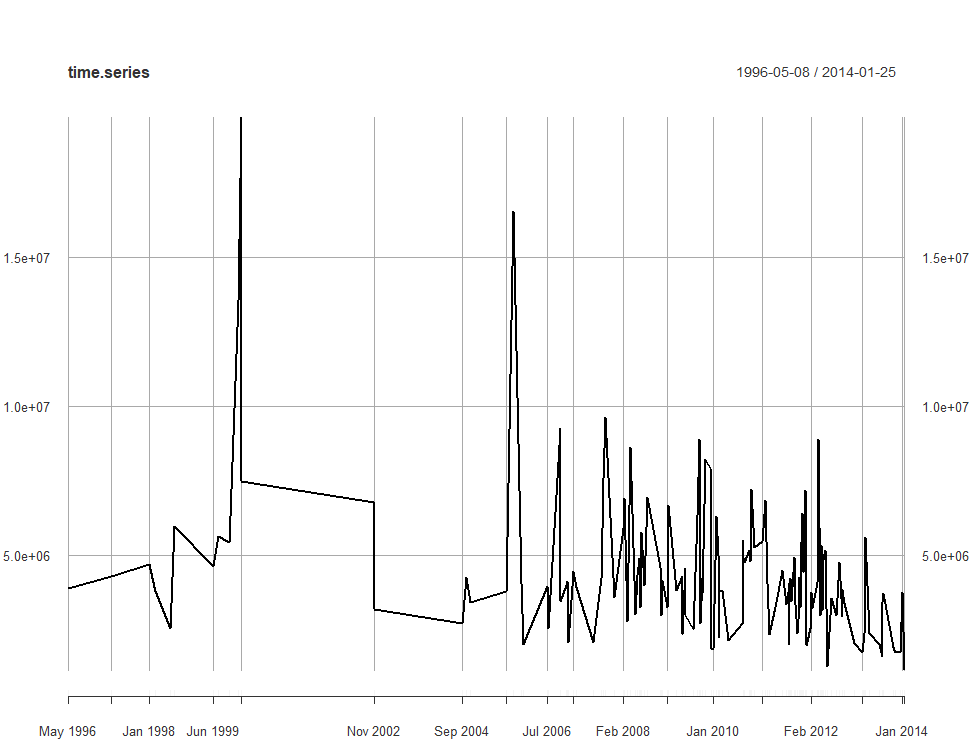 time.series 1996-05-08 / 2014-01-25
1.5e+07 1.5e+07
1.0e+07 1.0e+07
5.0e+06 5.0e+06
May 1996 Jan 1998 Jun 1999 Nov 2002 Sep 2004 Jul 2006 Feb 2008 Jan 2010 Feb 2012 Jan 2014